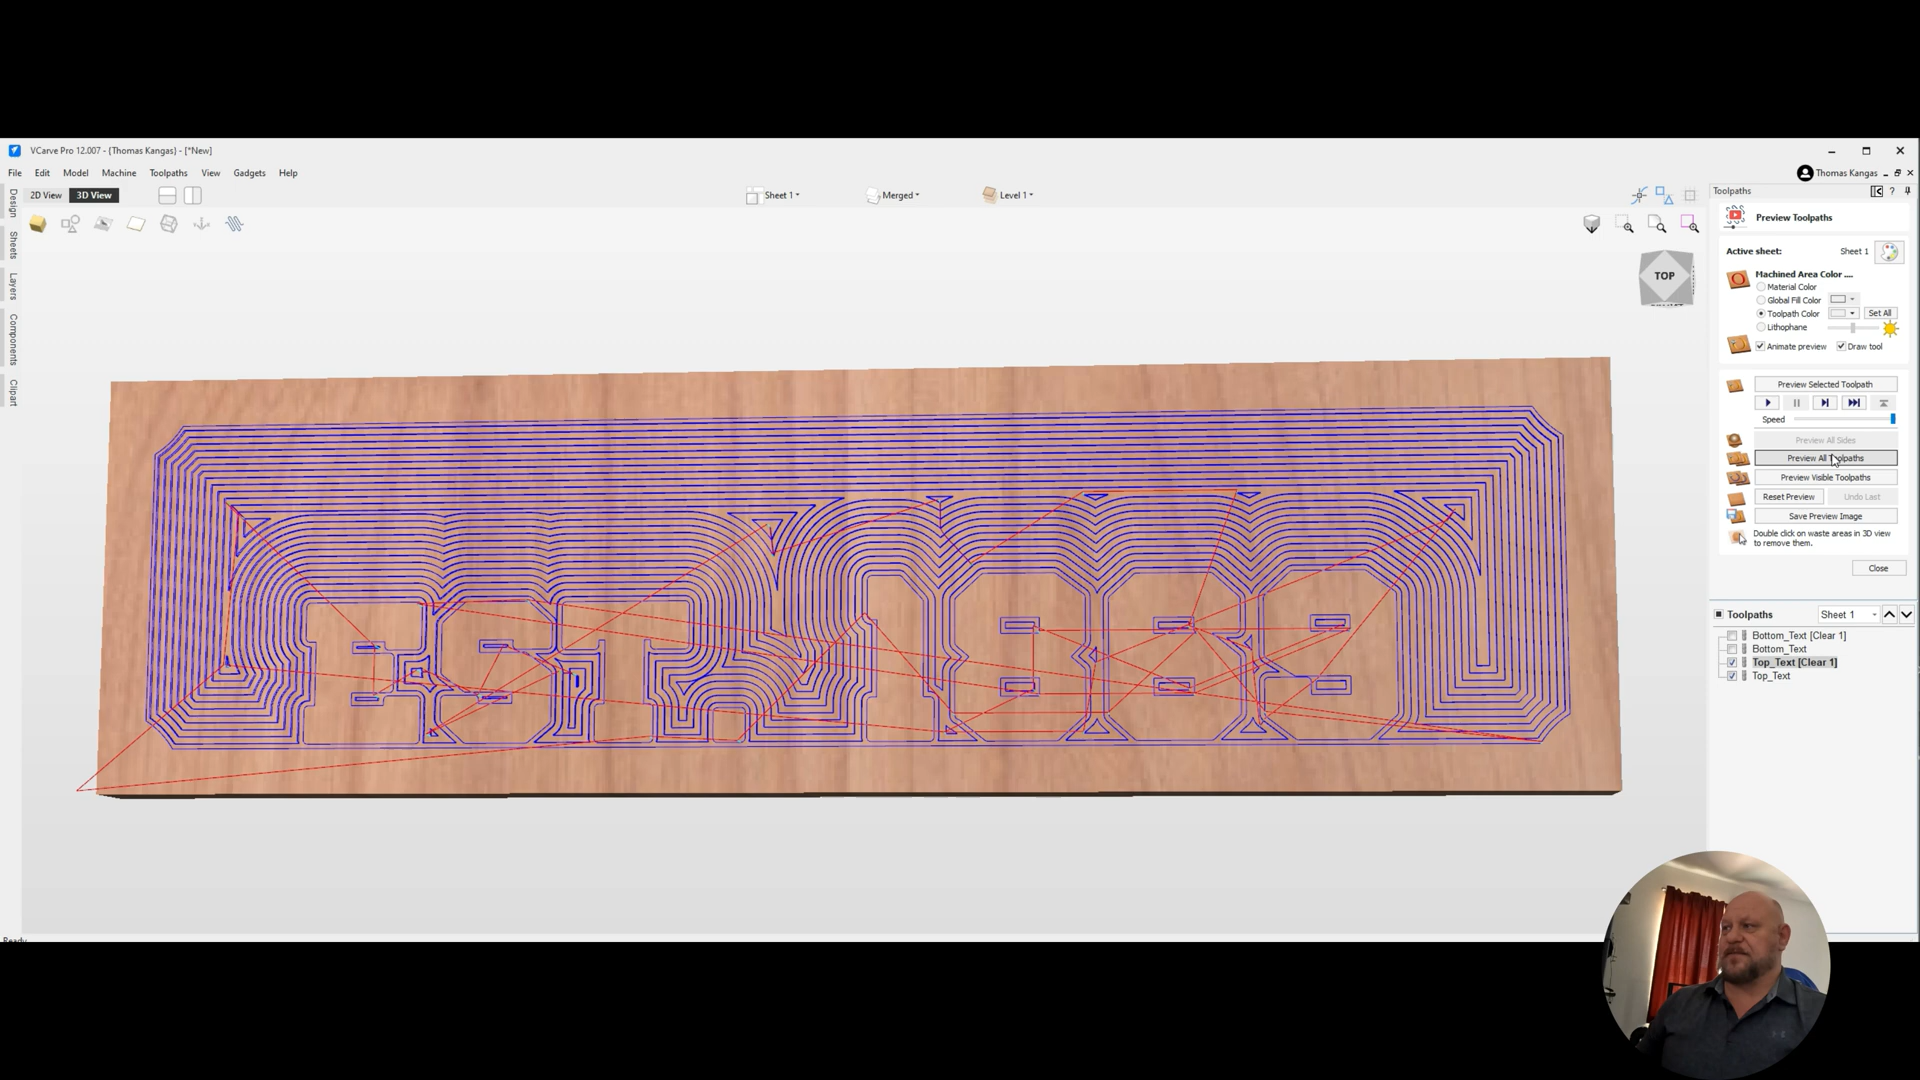 VCarve Pro 12.007 - {Thomas Kangas} - [*New]
File Edit Model Machine Toolpaths View Gadgets Help
Thomas Kangas
2D View 3D View
Sheet 1
Merged
Level 1
Design
Sheets
Layers
Components
Clipart
TOP
EST. 1888
Toolpaths
Preview Toolpaths
Active sheet: Sheet 1
Machined Area Color ....
Material Color
Global Fill Color
Toolpath Color Set All
Lithophane
Animate preview Draw tool
Preview Selected Toolpath
Speed
Preview All Sides
Preview All Toolpaths
Preview Visible Toolpaths
Reset Preview Undo Last
Save Preview Image
Double click on waste areas in 3D view
to remove them.
Close
Toolpaths Sheet 1
Bottom_Text [Clear 1]
Bottom_Text
Top_Text [Clear 1]
Top_Text
Ready